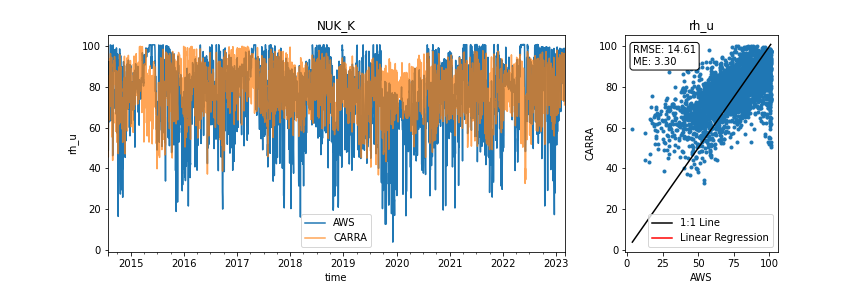 NUK_K
rh_u
100
80
60
40
20
0
2015 2016 2017 2018 2019 2020 2021 2022 2023
time
AWS
CARRA
rh_u
CARRA
100
80
60
40
20
0
RMSE: 14.61
ME: 3.30
1:1 Line
Linear Regression
0 25 50 75 100
AWS